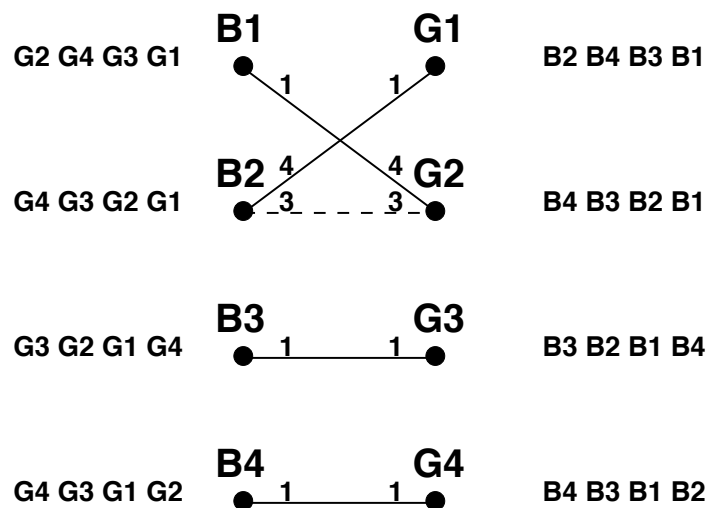 B1 G1
G2 G4 G3 G1 B2 B4 B3 B1
1 1
4 4
B2 G2
G4 G3 G2 G1 3 3 B4 B3 B2 B1
B3 G3
G3 G2 G1 G4 1 1 B3 B2 B1 B4
B4 G4
G4 G3 G1 G2 1 1 B4 B3 B1 B2